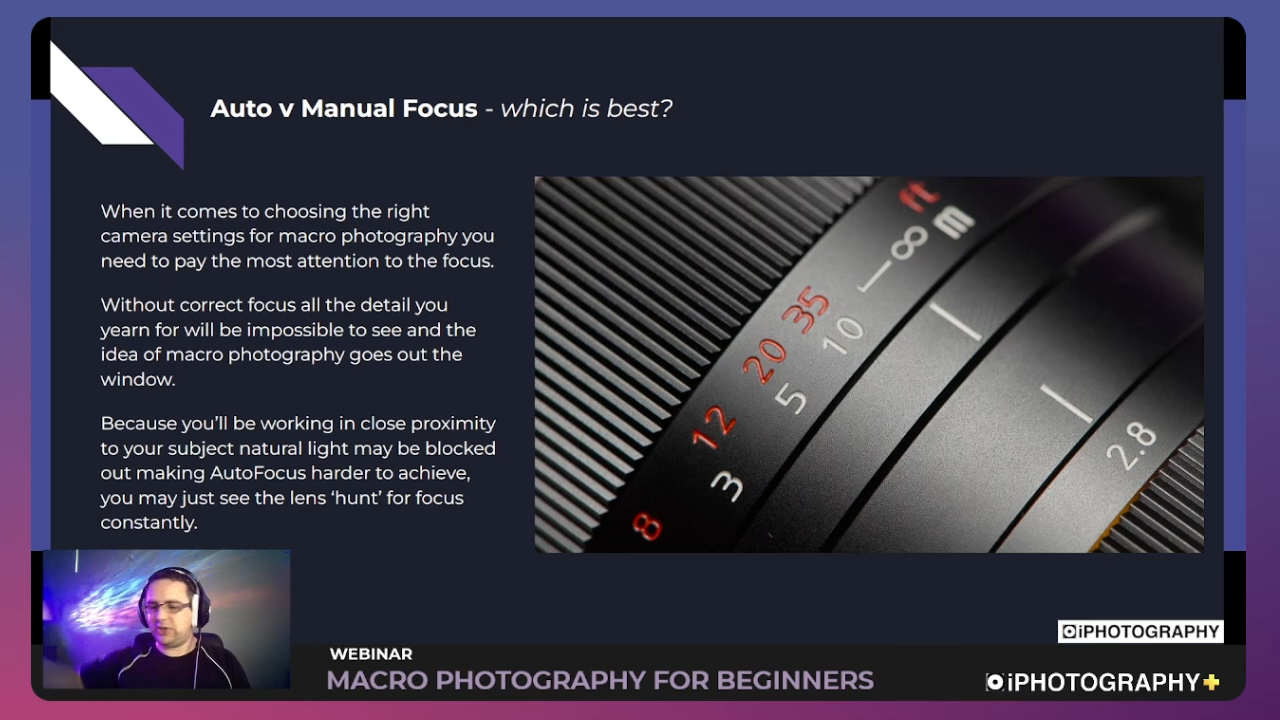 Auto v Manual Focus - which is best?
When it comes to choosing the right
camera settings for macro photography you
need to pay the most attention to the focus.
Without correct focus all the detail you
yearn for will be impossible to see and the
idea of macro photography goes out the
window.
Because you’ll be working in close proximity
to your subject natural light may be blocked
out making AutoFocus harder to achieve,
you may just see the lens ‘hunt’ for focus
constantly.
ft
m
∞
35
10
20
5
12
3
8
2.8
iPHOTOGRAPHY
WEBINAR
MACRO PHOTOGRAPHY FOR BEGINNERS
iPHOTOGRAPHY+